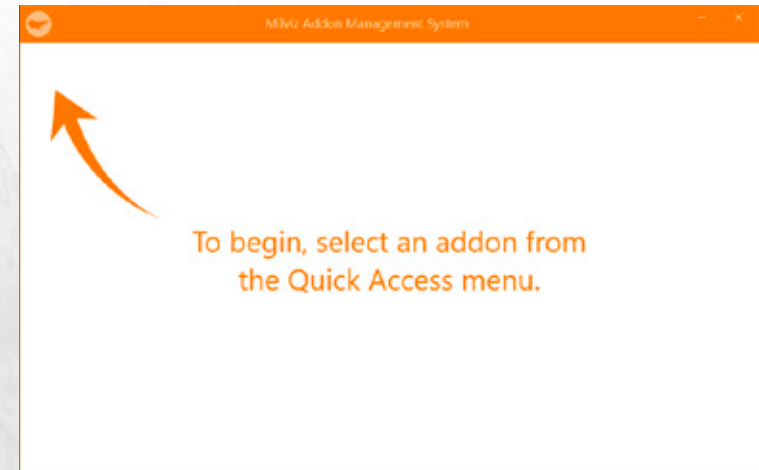 Milviz Addon Management System
To begin, select an addon from
the Quick Access menu.